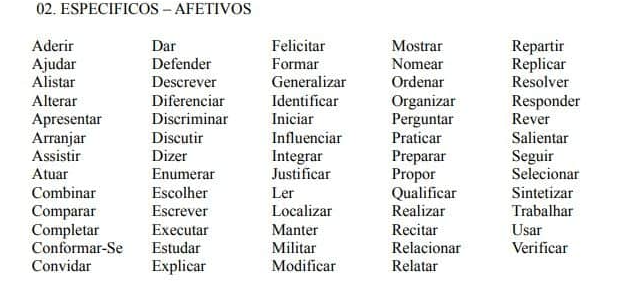 02. ESPECIFICOS – AFETIVOS
Aderir Dar Felicitar Mostrar Repartir
Ajudar Defender Formar Nomear Replicar
Alistar Descrever Generalizar Ordenar Resolver
Alterar Diferenciar Identificar Organizar Responder
Apresentar Discriminar Iniciar Perguntar Rever
Arranjar Discutir Influenciar Praticar Salientar
Assistir Dizer Integrar Preparar Seguir
Atuar Enumerar Justificar Propor Selecionar
Combinar Escolher Ler Qualificar Sintetizar
Comparar Escrever Localizar Realizar Trabalhar
Completar Executar Manter Recitar Usar
Conformar-Se Estudar Militar Relacionar Verificar
Convidar Explicar Modificar Relatar